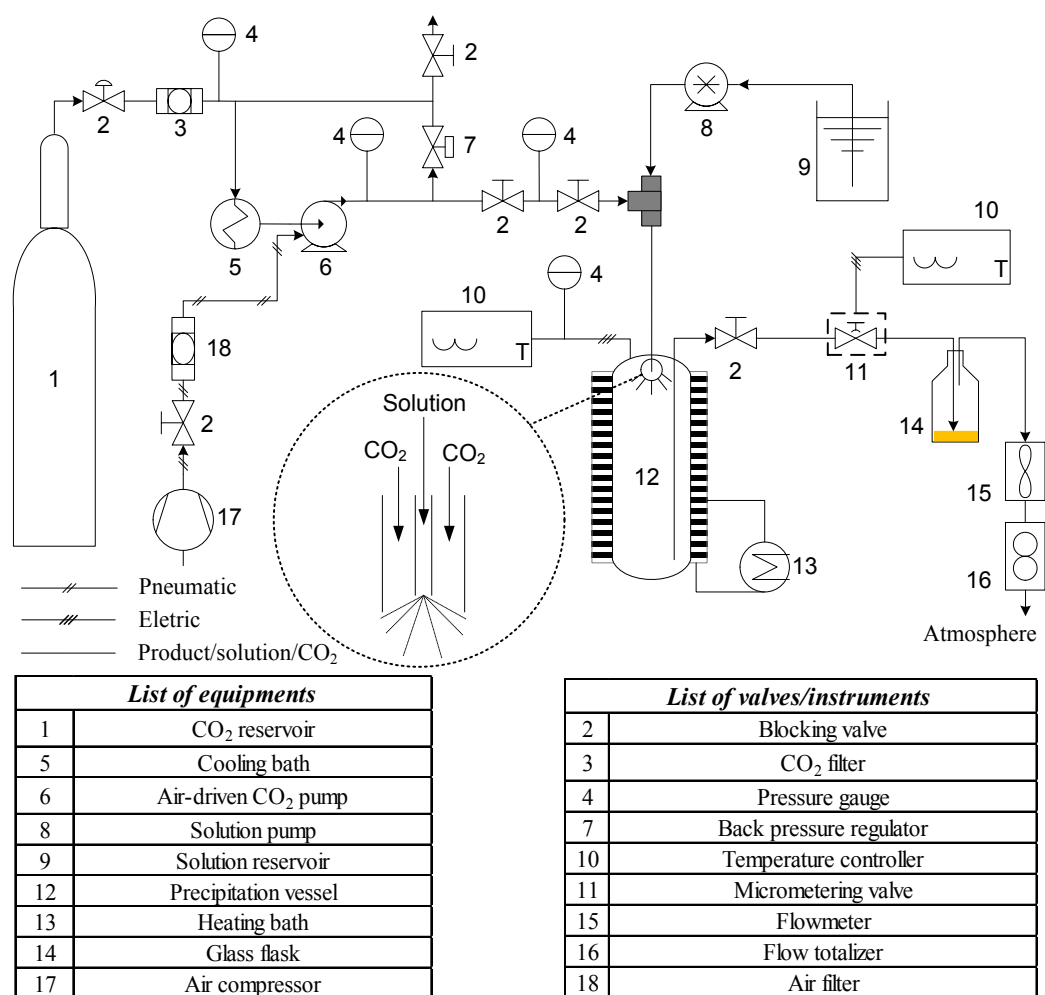 4
2
2
3
4
7
4
8
9
5
6
2
2
10
T
4
10
T
18
1
2
11
2
14
Solution
CO₂
CO₂
12
15
17
13
16
Pneumatic
Eletric
Product/solution/CO₂
Atmosphere
List of equipments
1 CO₂ reservoir
5 Cooling bath
6 Air-driven CO₂ pump
8 Solution pump
9 Solution reservoir
12 Precipitation vessel
13 Heating bath
14 Glass flask
17 Air compressor
List of valves/instruments
2 Blocking valve
3 CO₂ filter
4 Pressure gauge
7 Back pressure regulator
10 Temperature controller
11 Micrometering valve
15 Flowmeter
16 Flow totalizer
18 Air filter